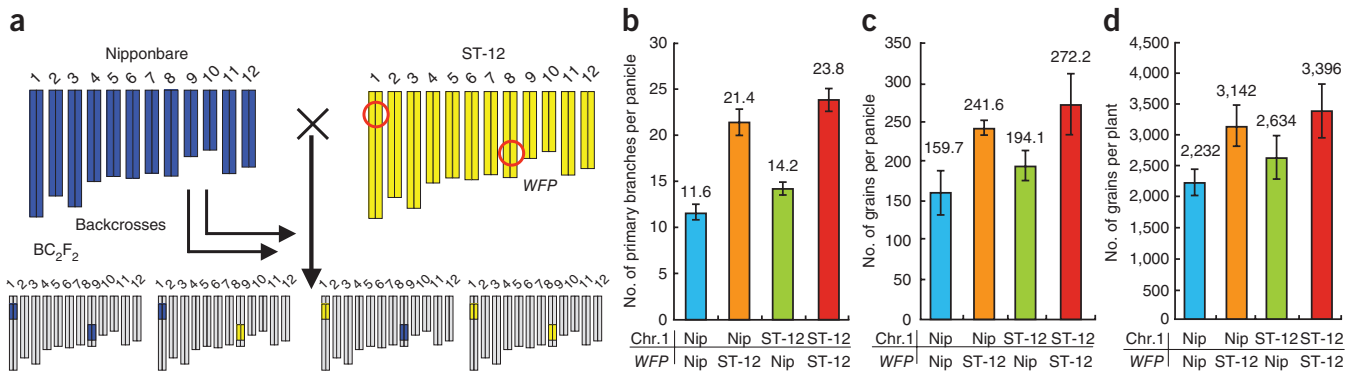 a
Nipponbare
1 2 3 4 5 6 7 8 9 10 11 12
ST-12
1 2 3 4 5 6 7 8 9 10 11 12
WFP
Backcrosses
BC2F2
1 2 3 4 5 6 7 8 9 10 11 12
1 2 3 4 5 6 7 8 9 10 11 12
1 2 3 4 5 6 7 8 9 10 11 12
1 2 3 4 5 6 7 8 9 10 11 12
b
No. of primary branches per panicle
30
25
20
15
10
5
0
11.6
21.4
14.2
23.8
Chr.1 Nip Nip ST-12 ST-12
WFP Nip ST-12 Nip ST-12
c
No. of grains per panicle
350
300
250
200
150
100
50
0
159.7
241.6
194.1
272.2
Nip Nip ST-12 ST-12
Nip ST-12 Nip ST-12
d
No. of grains per plant
4,500
4,000
3,500
3,000
2,500
2,000
1,500
1,000
500
0
2,232
3,142
2,634
3,396
Nip Nip ST-12 ST-12
Nip ST-12 Nip ST-12